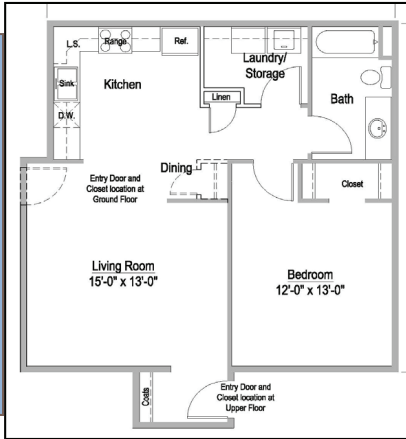 L.S.
Range
Ref.
Laundry/
Storage
Sink
Kitchen
Linen
Bath
D.W.
Dining
Entry Door and
Closet location at
Ground Floor
Closet
Living Room
15'-0" x 13'-0"
Bedroom
12'-0" x 13'-0"
Coats
Entry Door and
Closet location at
Upper Floor